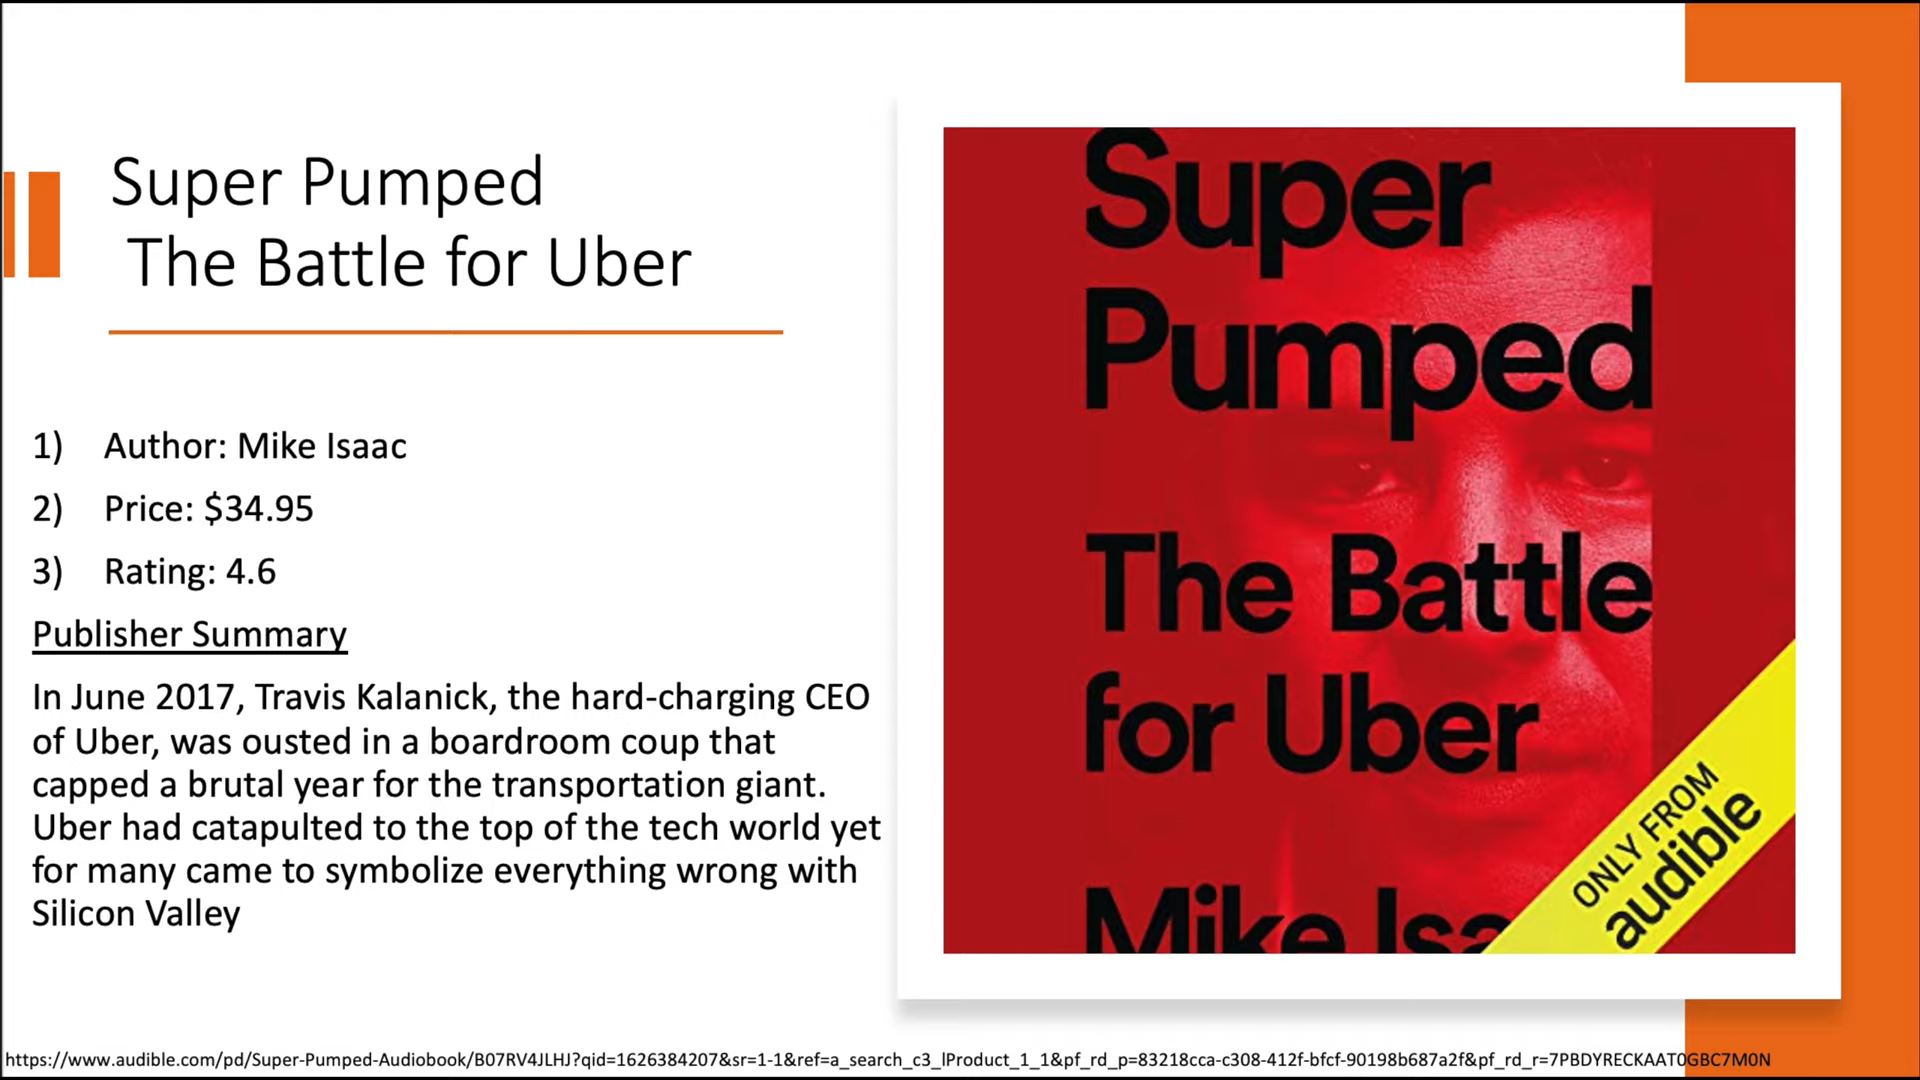 Super Pumped
The Battle for Uber
1) Author: Mike Isaac
2) Price: $34.95
3) Rating: 4.6
Publisher Summary
In June 2017, Travis Kalanick, the hard-charging CEO
of Uber, was ousted in a boardroom coup that
capped a brutal year for the transportation giant.
Uber had catapulted to the top of the tech world yet
for many came to symbolize everything wrong with
Silicon Valley
Super
Pumped
The Battle
for Uber
Mike Isa
ONLY FROM
audible
https://www.audible.com/pd/Super-Pumped-Audiobook/B07RV4JLHJ?qid=1626384207&sr=1-1&ref=a_search_c3_lProduct_1_1&pf_rd_p=83218cca-c308-412f-bfcf-90198b687a2f&pf_rd_r=7PBDYRECKAAT0GBC7M0N